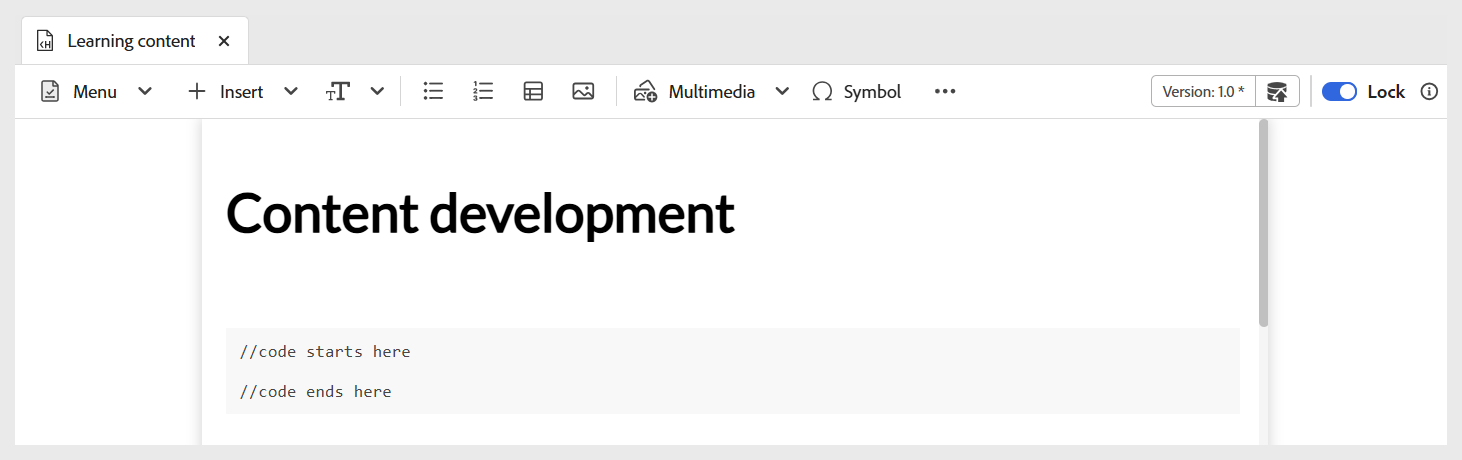 Learning content
Menu Insert Multimedia Symbol Version: 1.0 * Lock
Content development
//code starts here
//code ends here